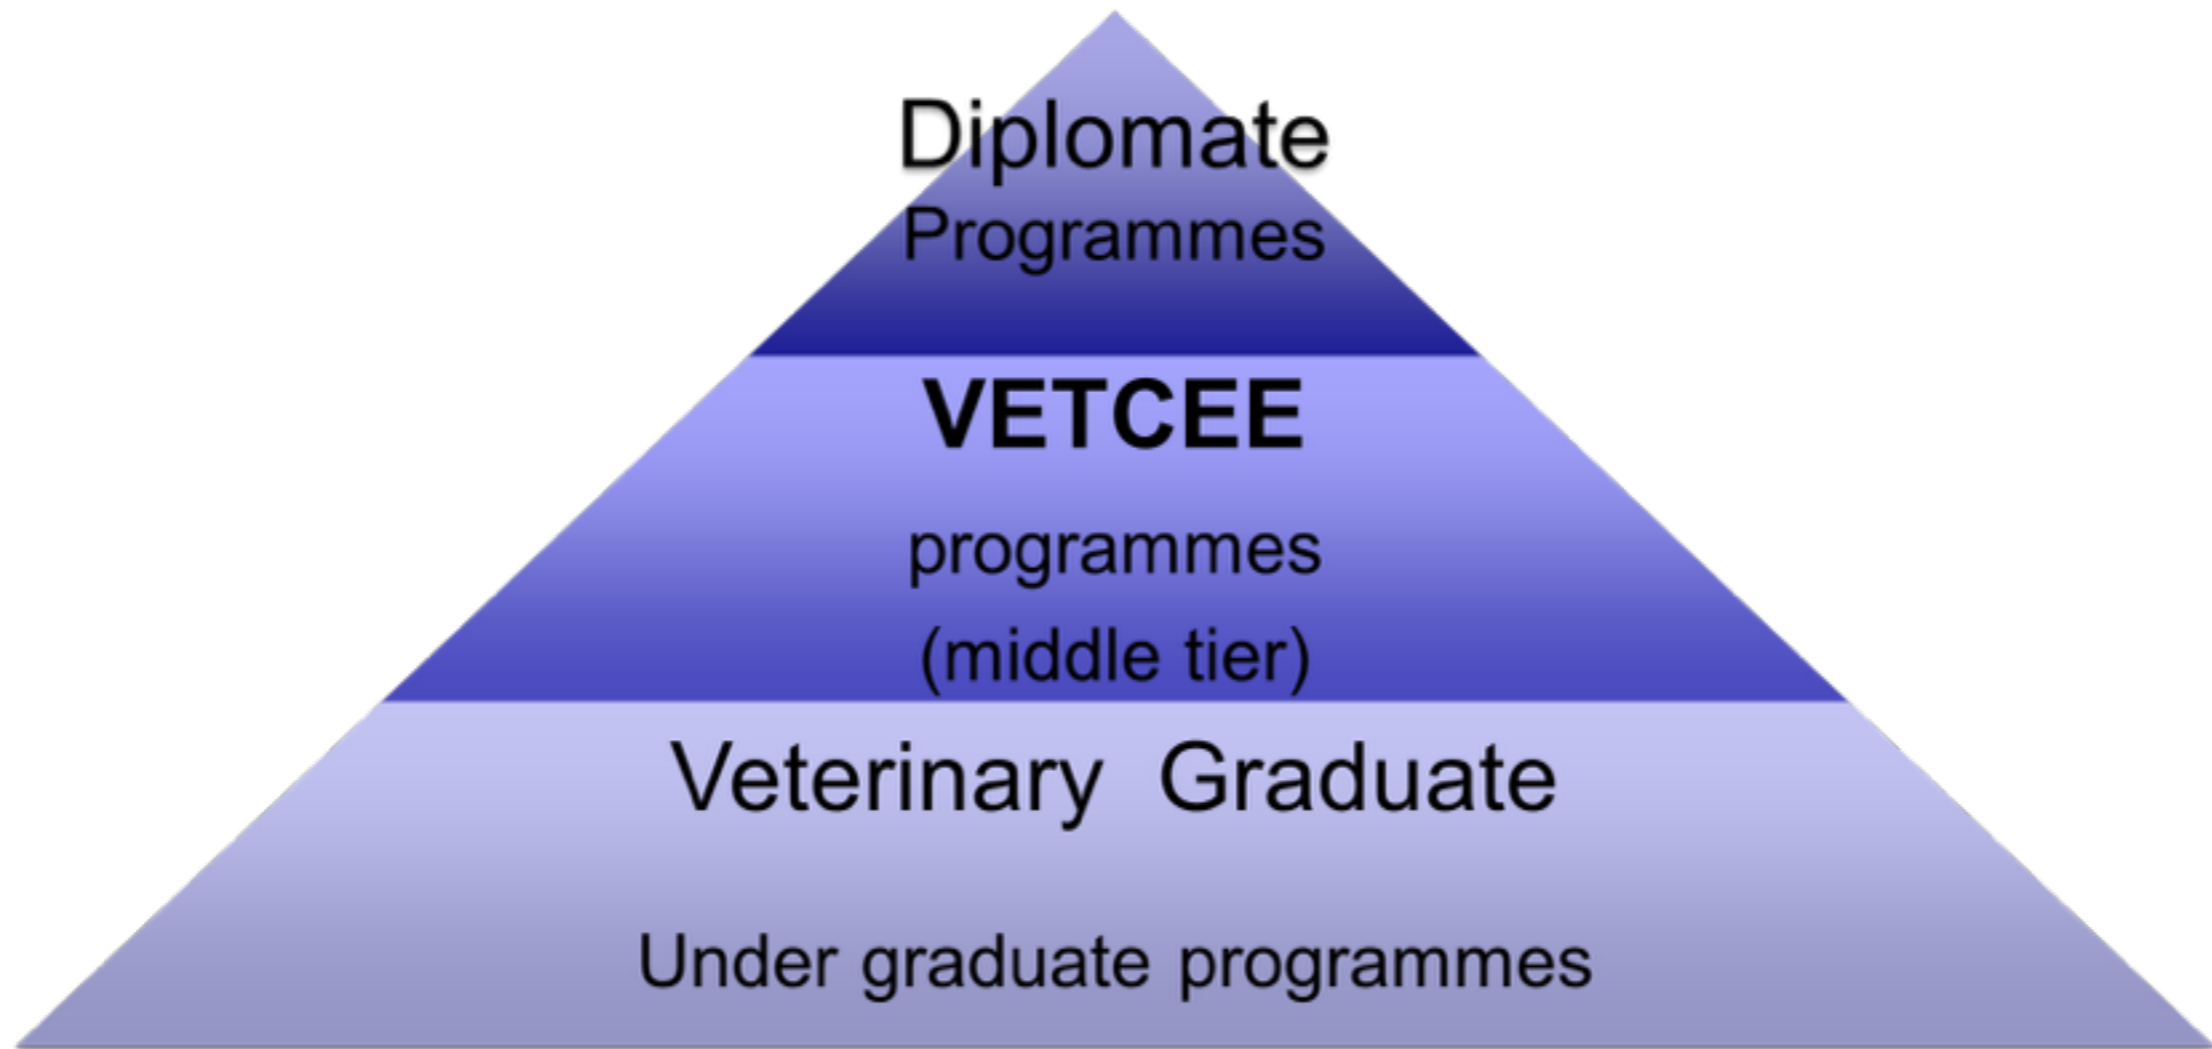 Diplomate
Programmes
VETCEE
programmes
(middle tier)
Veterinary Graduate
Under graduate programmes